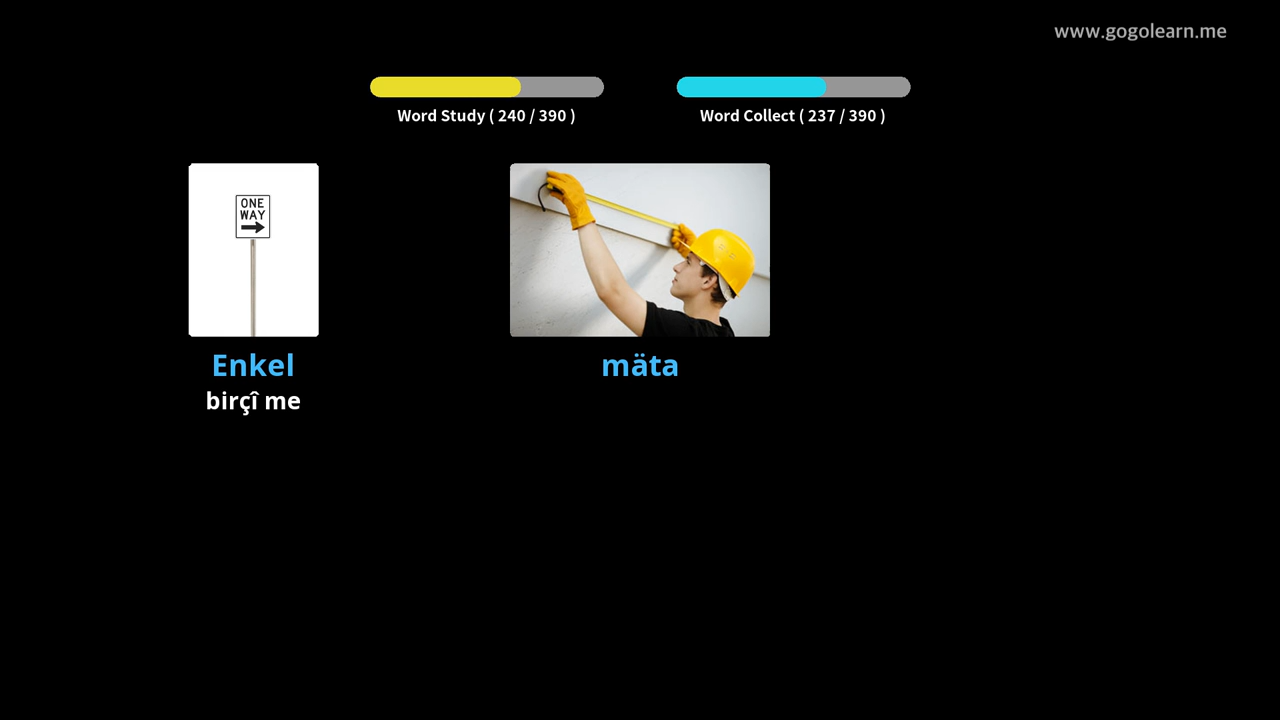 www.gogolearn.me
Word Study ( 240 / 390 )
Word Collect ( 237 / 390 )
ONE
WAY
Enkel
birçî me
mäta